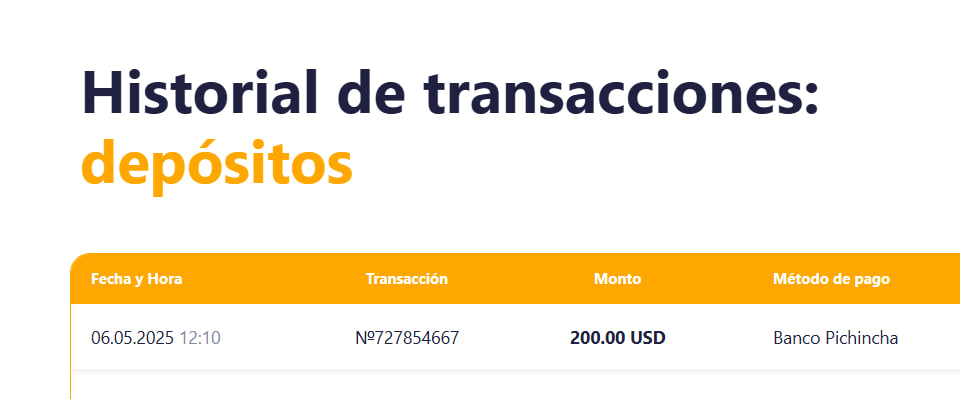 Historial de transacciones:
depósitos
Fecha y Hora Transacción Monto Método de pago
06.05.2025 12:10 Nº727854667 200.00 USD Banco Pichincha